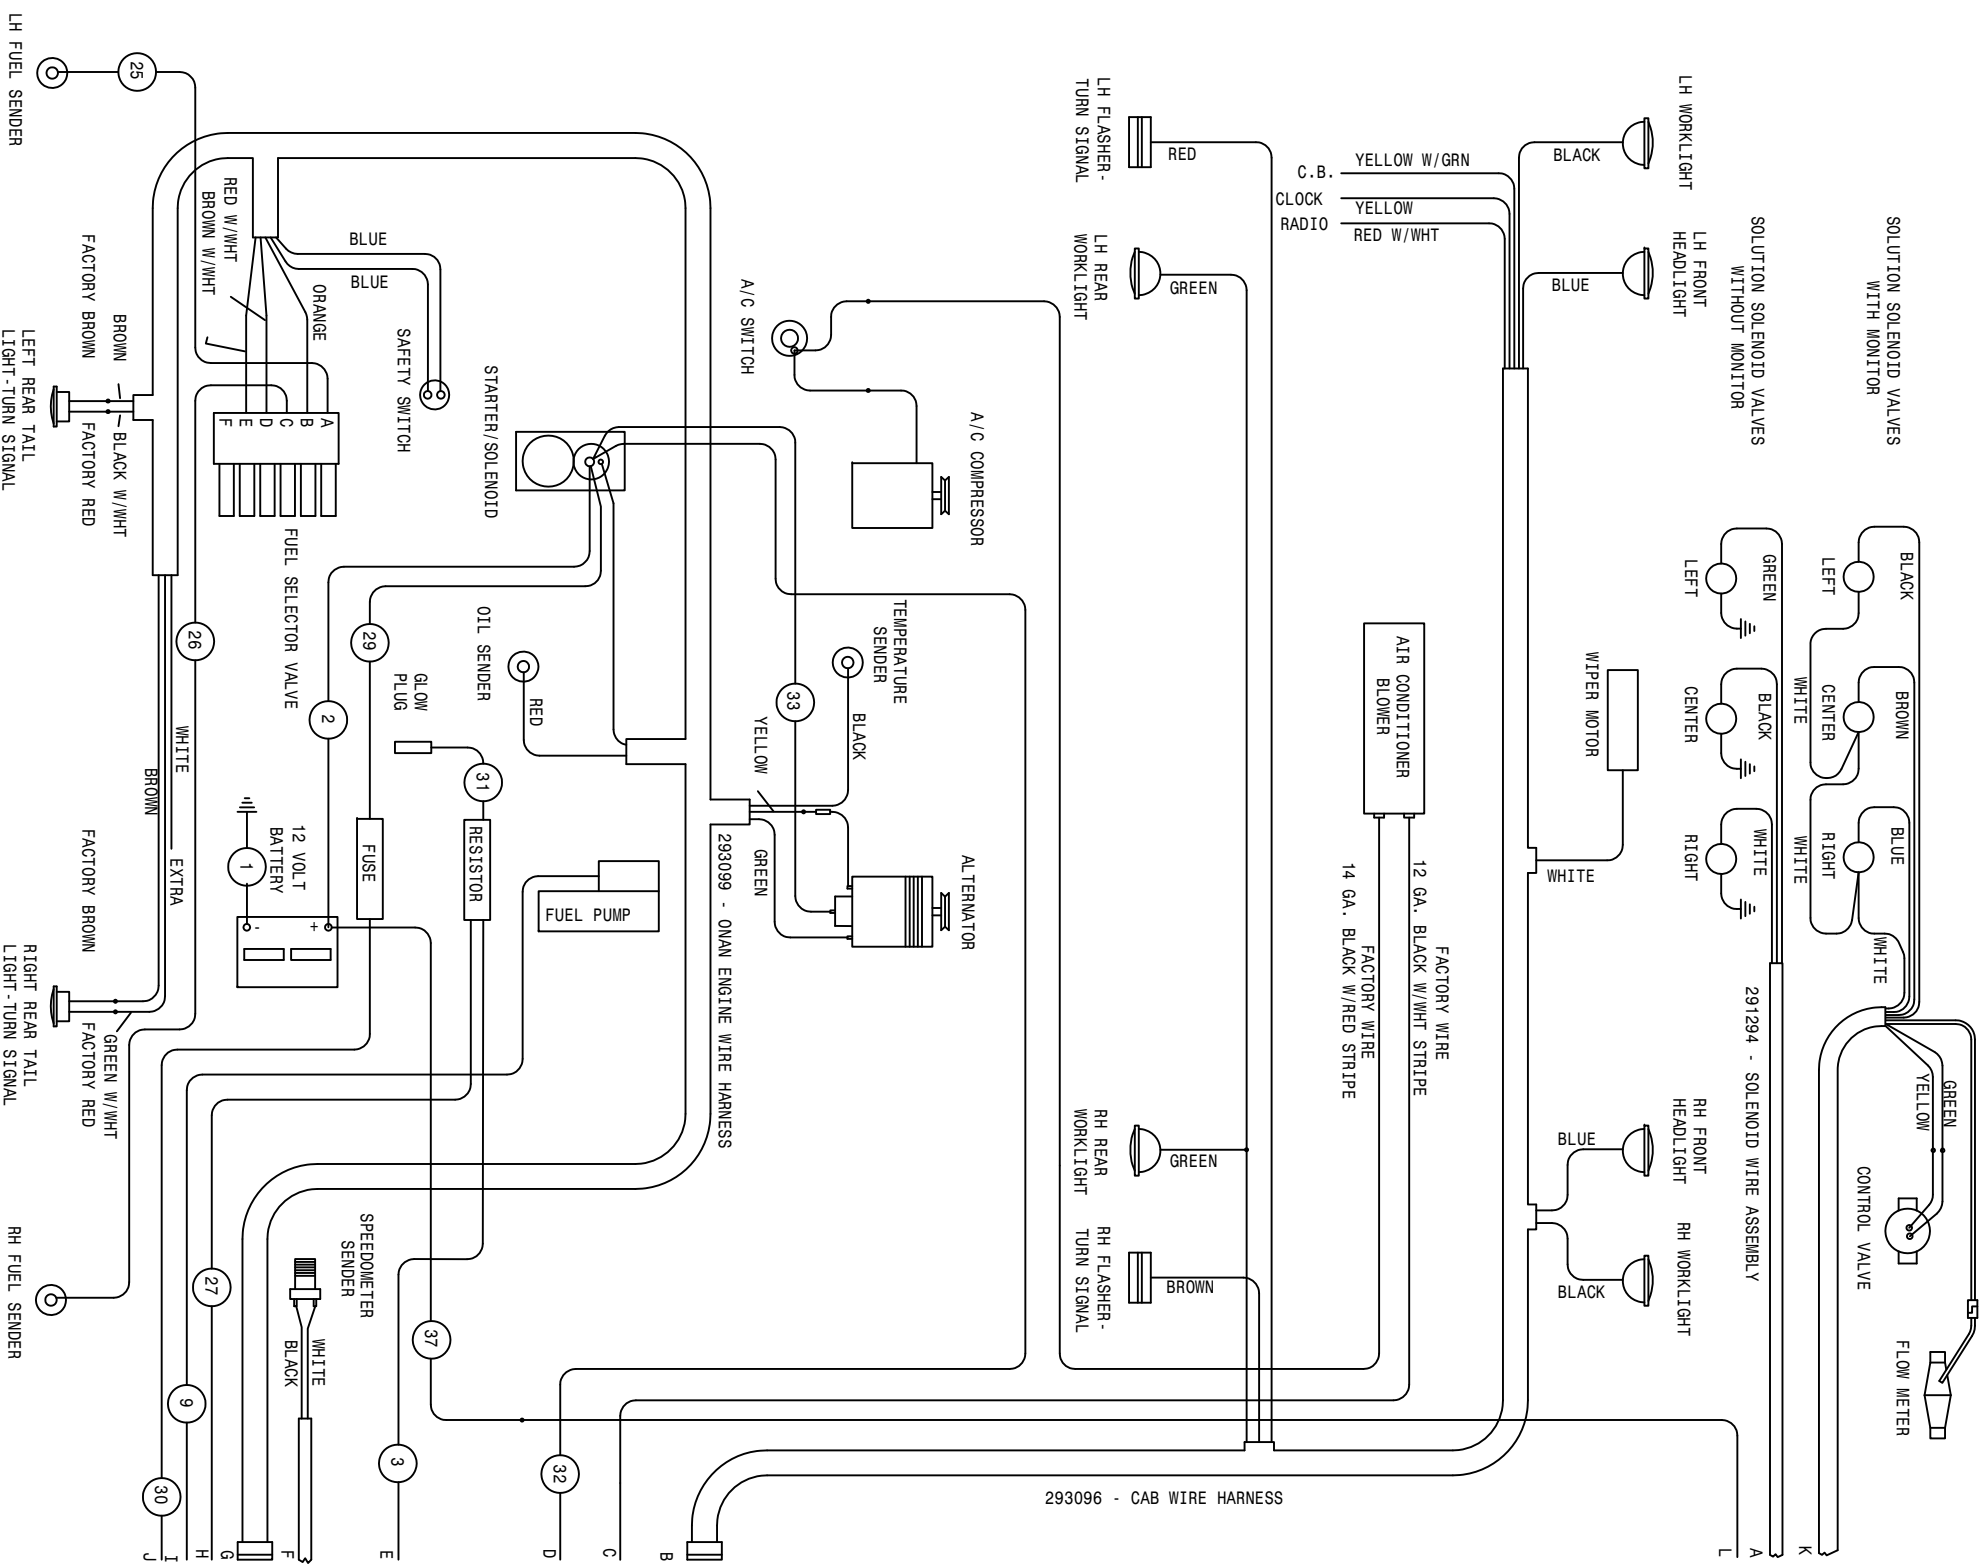 LH FUEL SENDER
25
LH FLASHER-
TURN SIGNAL
RED
C.B.
YELLOW W/GRN
CLOCK
YELLOW
RADIO
RED W/WHT
BLACK
LH WORKLIGHT
LH REAR
WORKLIGHT
GREEN
BLUE
LH FRONT
HEADLIGHT
SOLUTION SOLENOID VALVES
WITHOUT MONITOR
SOLUTION SOLENOID VALVES
WITH MONITOR
RED W/WHT
BROWN W/WHT
BLUE
BLUE
ORANGE
SAFETY SWITCH
A/C SWITCH
STARTER/SOLENOID
A/C COMPRESSOR
FACTORY BROWN
BROWN
BLACK W/WHT
FACTORY RED
LEFT REAR TAIL
LIGHT-TURN SIGNAL
A
B
C
D
E
F
FUEL SELECTOR VALVE
26
2
29
OIL SENDER
RED
GLOW
PLUG
31
33
TEMPERATURE
SENDER
BLACK
YELLOW
GREEN
AIR CONDITIONER
BLOWER
WIPER MOTOR
WHITE
GREEN
LEFT
BLACK
CENTER
WHITE
RIGHT
BLACK
LEFT
WHITE
BROWN
CENTER
WHITE
BLUE
RIGHT
WHITE
WHITE
BROWN
EXTRA
12 VOLT
BATTERY
1
-
+
FUSE
RESISTOR
FUEL PUMP
ALTERNATOR
293099 - ONAN ENGINE WIRE HARNESS
FACTORY WIRE
14 GA. BLACK W/RED STRIPE
FACTORY WIRE
12 GA. BLACK W/WHT STRIPE
291294 - SOLENOID WIRE ASSEMBLY
GREEN
YELLOW
CONTROL VALVE
FLOW METER
FACTORY BROWN
GREEN W/WHT
FACTORY RED
RIGHT REAR TAIL
LIGHT-TURN SIGNAL
RH FUEL SENDER
RH REAR
WORKLIGHT
GREEN
BLUE
RH FRONT
HEADLIGHT
RH FLASHER-
TURN SIGNAL
BROWN
BLACK
RH WORKLIGHT
27
SPEEDOMETER
SENDER
WHITE
BLACK
37
9
30
3
32
293096 - CAB WIRE HARNESS
J
I
H
G
F
E
D
C
B
L
A
K